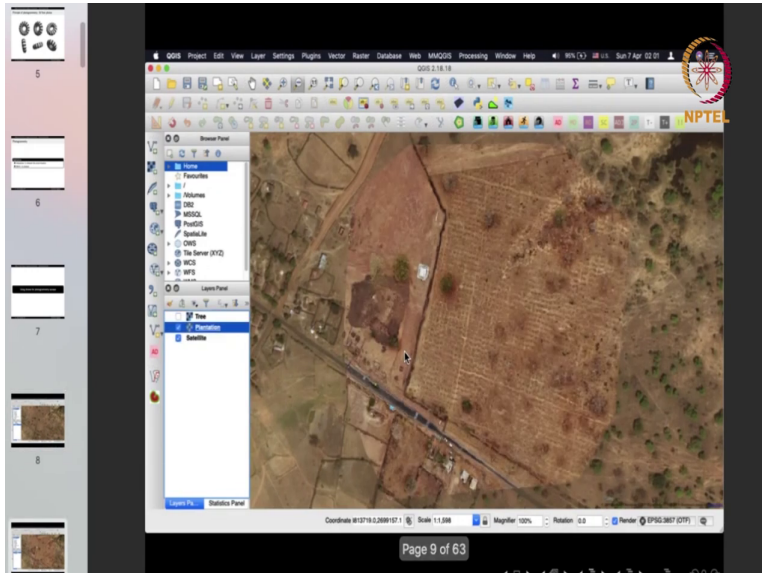 5
6
7
8
QGIS Project Edit View Layer Settings Plugins Vector Raster Database Web MMQGIS Processing Window Help
95% U.S. Sun 7 Apr 02 01
QGIS 2.18.18
NPTEL
Browser Panel
Home
Favourites
/
/Volumes
DB2
MSSQL
PostGIS
SpatiaLite
OWS
Tile Server (XYZ)
WCS
WFS
Layers Panel
Tree
Plantation
Satellite
Layers Pa... Statistics Panel
Coordinate Scale 1:1,598 Magnifier 100% Rotation 0.0 Render EPSG:3857 (OTF)
Page 9 of 63